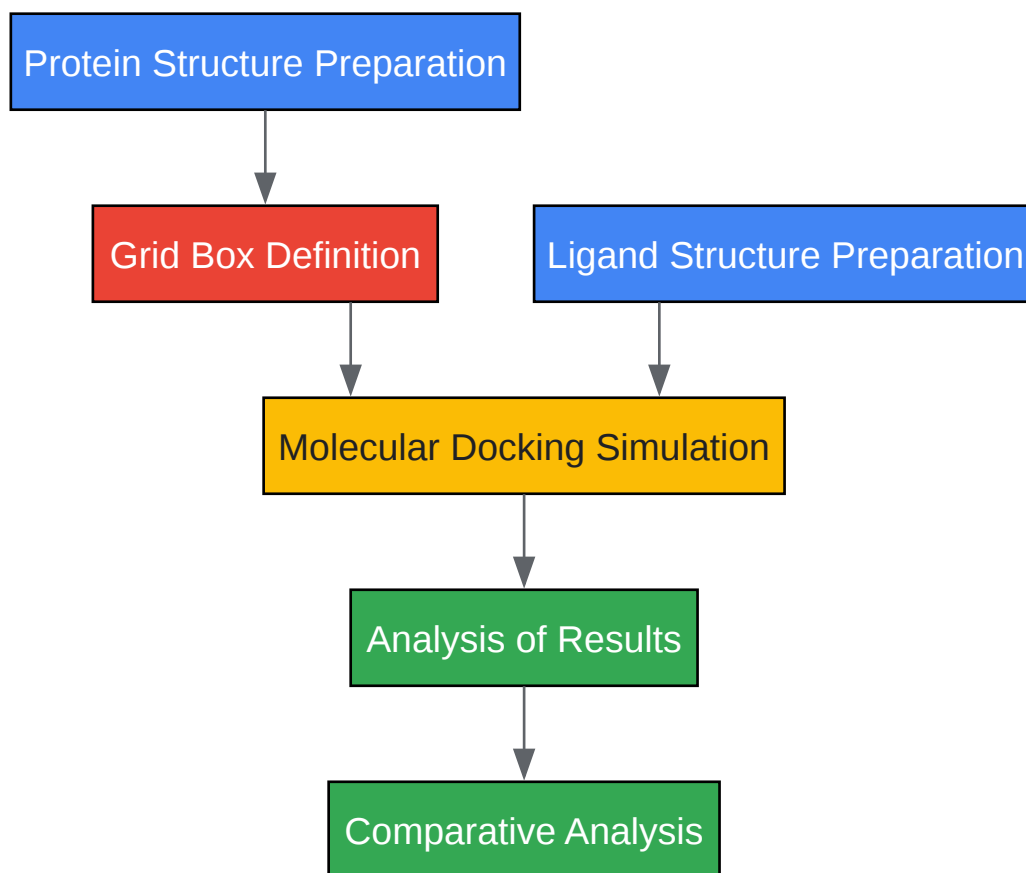 Protein Structure Preparation
Grid Box Definition
Ligand Structure Preparation
Molecular Docking Simulation
Analysis of Results
Comparative Analysis